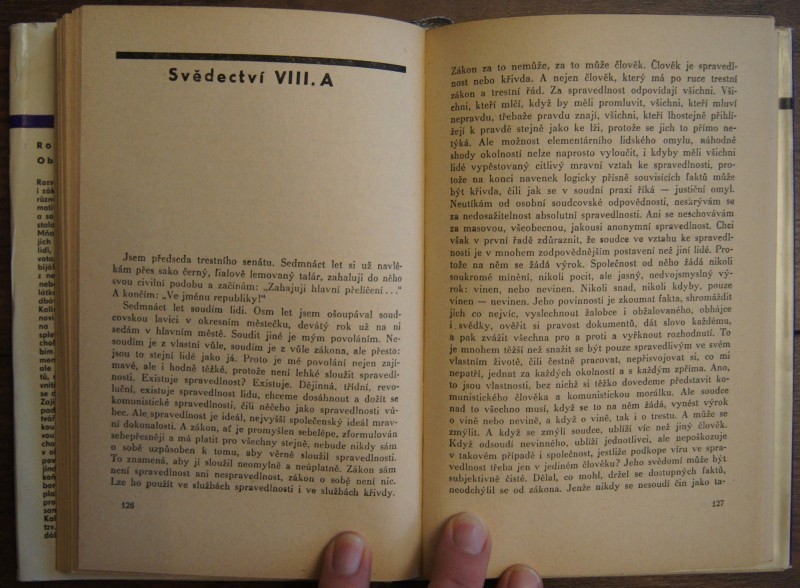 Svědectví VIII. A
Jsem předseda trestního senátu. Sedmnáct let si už navlé-
kám přes sako černý, fialově lemovaný talár, zahaluji do něho
svou civilní podobu a začínám: „Zahajuji hlavní přelíčení...“
A končím: „Ve jménu republiky!“
Sedmnáct let soudím lidi. Osm let jsem ošoupával soud-
covskou lavici v okresním městečku, devátý rok už na ní
sedám v hlavním městě. Soudit jiné je mým povoláním. Ne-
soudím je z vlastní vůle, soudím je z vůle zákona, ale přesto:
jsou to stejní lidé jako já. Proto je mé povolání nejen zají-
mavé, ale i hodně těžké, protože není lehké sloužit spravedl-
nosti. Existuje spravedlnost? Existuje. Dějinná, třídní, revo-
luční, existuje spravedlnost lidu, chceme dosáhnout a dožít se
komunistické spravedlnosti, čili něčeho jako spravedlnosti vů-
bec. Ale spravedlnost je ideál, nejvyšší společenský ideál mrav-
ní dokonalosti. A zákon, ať je promyšlen sebelépe, zformulován
sebepřesněji a má platit pro všechny stejně, nebude nikdy sám
o sobě uzpůsoben k tomu, aby věrně sloužil spravedlnosti.
To znamená, aby jí sloužil neomylně a neúplatně. Zákon sám
není spravedlnost ani nespravedlnost, zákon o sobě není nic.
Lze ho použít ve službách spravedlnosti i ve službách křivdy.
126
Zákon za to nemůže, za to může člověk. Člověk je spravedl-
nost nebo křivda. A nejen člověk, který má po ruce trestní
zákon a trestní řád. Za spravedlnost odpovídají všichni. Vši-
chni, kteří mlčí, když by měli promluvit, všichni, kteří mluví
nepravdu, třebaže pravdu znají, všichni, kteří lhostejně přihlí-
žejí k pravdě stejně jako ke lži, protože se jich to přímo ne-
týká. Ale možnost elementárního lidského omylu, náhodné
shody okolností nelze naprosto vyloučit, i kdyby měli všichni
lidé vypěstovaný citlivý mravní vztah ke spravedlnosti, pro-
tože na konci navenek logicky přísně souvisících faktů může
být křivda, čili jak se v soudní praxi říká — justiční omyl.
Neutíkám od osobní soudcovské odpovědnosti, neskrývám se
za nedosažitelnost absolutní spravedlnosti. Ani se neschovávám
za masovou, všeobecnou, jakousi anonymní spravedlnost. Chci
však v první řadě zdůraznit, že soudce ve vztahu ke spravedl-
nosti je v mnohem zodpovědnějším postavení než jiní lidé. Pro-
tože na něm se žádá výrok. Společnost od něho žádá nikoli
soukromé mínění, nikoli pocit, ale jasný, nedvojsmyslný vý-
rok: vinen, nebo nevinen. Nikoli snad, nikoli kdyby, pouze
vinen — nevinen. Jeho povinností je zkoumat fakta, shromáždit
jich co nejvíc, vyslechnout žalobce i obžalovaného, obhájce
i svědky, ověřit si pravost dokumentů, dát slovo každému,
a pak zvážit všechna pro a proti a vyřknout rozhodnutí. To
je mnohem těžší než snažit se být pouze spravedlivým ve svém
vlastním životě, čili čestně pracovat, nepřisvojovat si, co mi
nepatří, jednat za každých okolností a s každým zpříma. Ano,
to jsou vlastnosti, bez nichž si těžko dovedeme představit ko-
munistického člověka a komunistickou morálku. Ale soudce
nad to všechno musí, když se to na něm žádá, vynést výrok
o vině nebo nevině, a když o vině, tak i o trestu. A může se
zmýlit. A když se zmýlí soudce, ublíží víc než jiný člověk.
Když odsoudí nevinného, ublíží jednotlivci, ale nepoškozuje
v takovém případě i společnost, jestliže podkope víru ve spra-
vedlnost třeba jen v jediném člověku? Jeho svědomí může být
subjektivně čisté. Dělal, co mohl, držel se dostupných faktů,
neodchýlil se od zákona. Jenže nikdy se nesoudí čin jako ta-
127
Ro
Ob